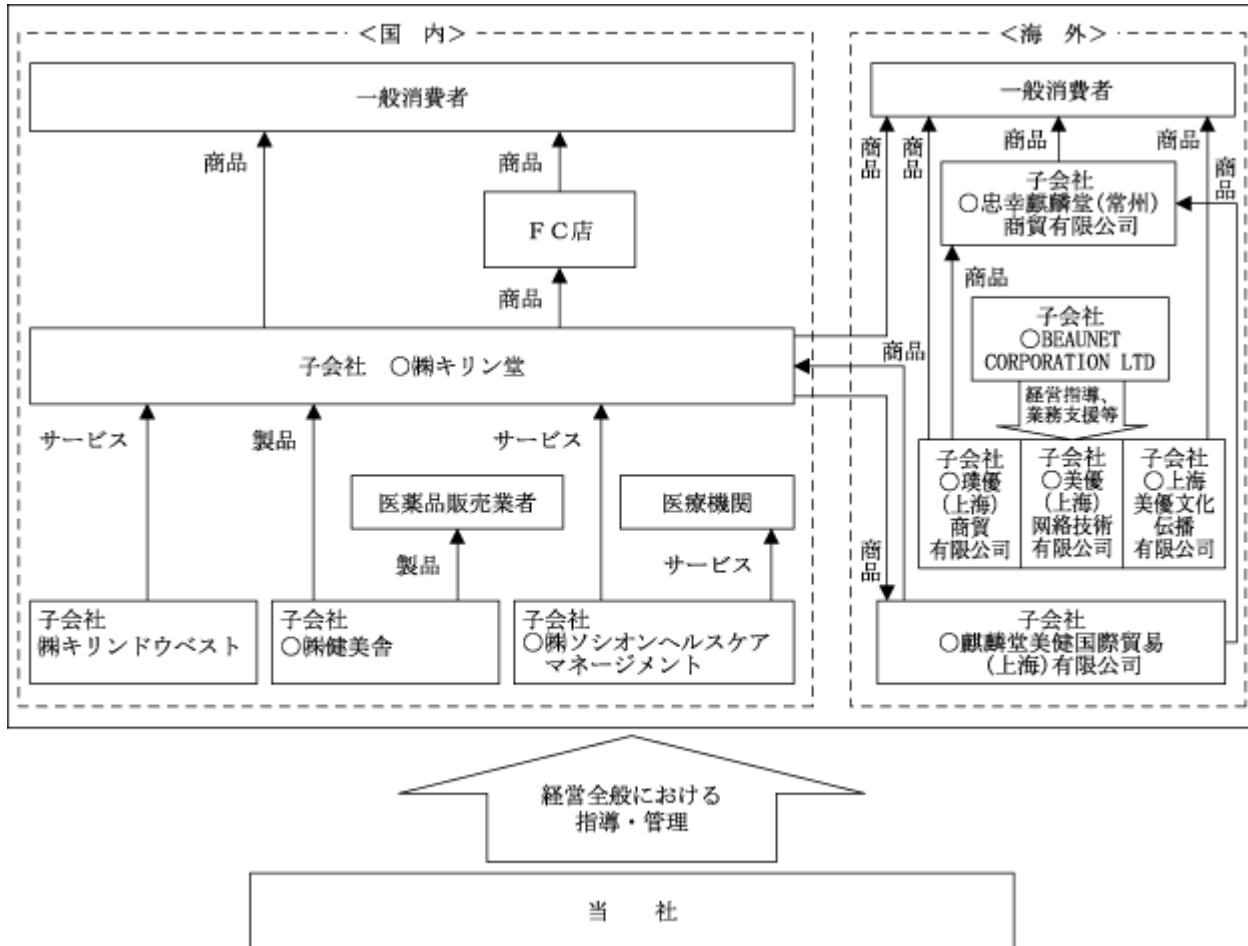 ＜国　内＞
一般消費者
商品
商品
ＦＣ店
商品
子会社　○㈱キリン堂
サービス
製品
サービス
医薬品販売業者
医療機関
製品
サービス
子会社
㈱キリンドウベスト
子会社
○㈱健美舎
子会社
○㈱ソシオンヘルスケア
マネージメント
＜海　外＞
一般消費者
商品
商品
商品
商品
商品
子会社
○忠幸麒麟堂(常州)
商貿有限公司
商品
子会社
○BEAUNET
CORPORATION LTD
商品
経営指導、
業務支援等
子会社
○璞優
(上海)
商貿
有限公司
子会社
○美優
(上海)
网絡技術
有限公司
子会社
○上海
美優文化
伝播
有限公司
商品
子会社
○麒麟堂美健国際貿易
(上海)有限公司
経営全般における
指導・管理
当　　社